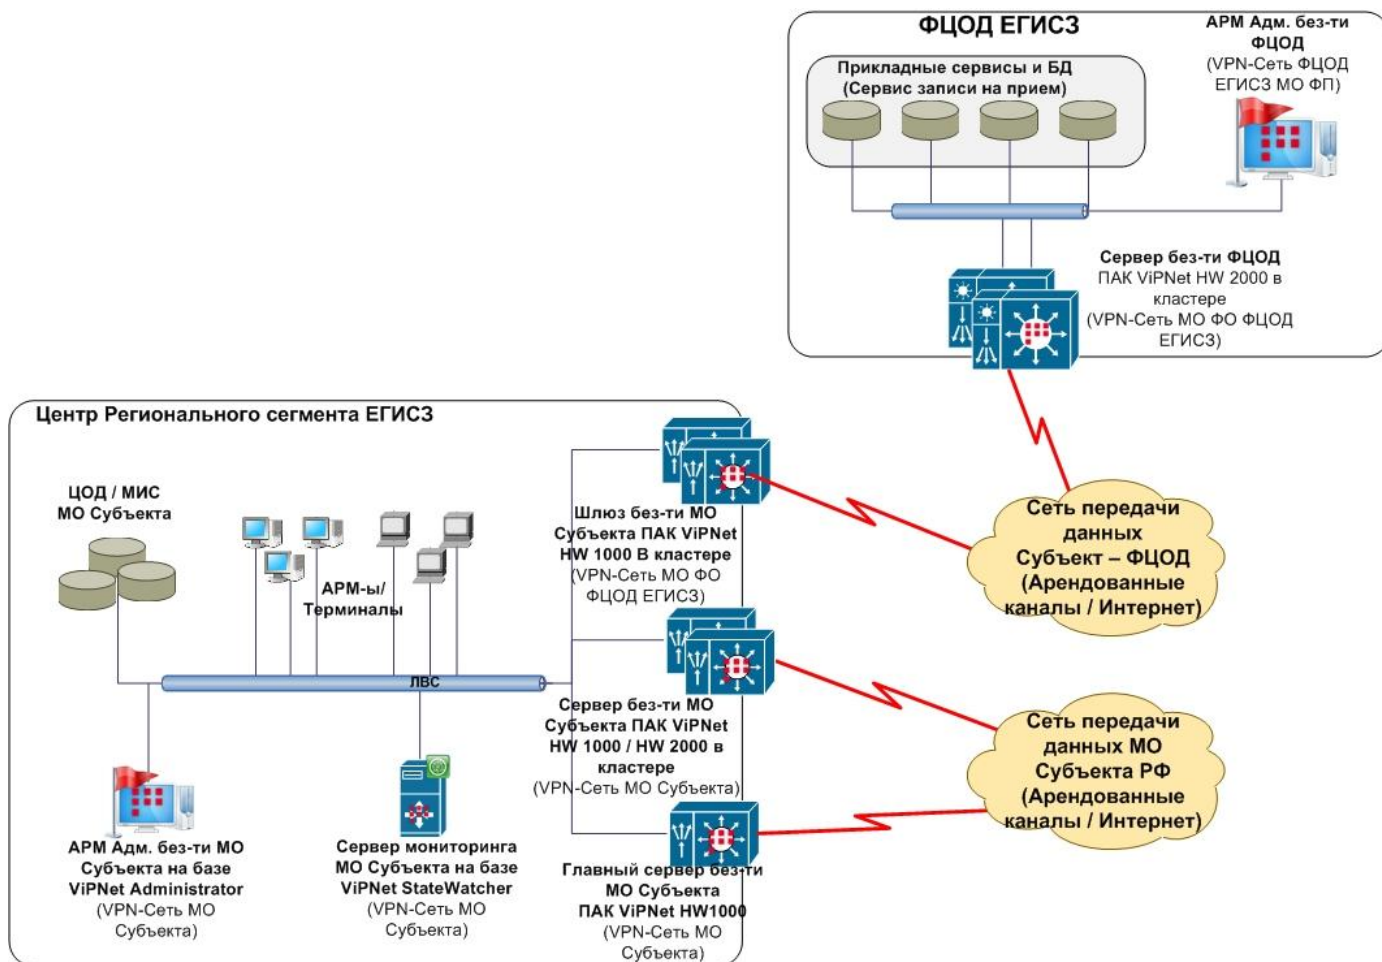 ФЦОД ЕГИСЗ
АРМ Адм. без-ти
ФЦОД
(VPN-Сеть ФЦОД
ЕГИСЗ МО ФП)
Прикладные сервисы и БД
(Сервис записи на прием)
Сервер без-ти ФЦОД
ПАК ViPNet HW 2000 в
кластере
(VPN-Сеть МО ФО ФЦОД
ЕГИСЗ)
Центр Регионального сегмента ЕГИСЗ
ЦОД / МИС
МО Субъекта
АРМ-ы/
Терминалы
Шлюз без-ти МО
Субъекта ПАК ViPNet
HW 1000 В кластере
(VPN-Сеть МО ФО
ФЦОД ЕГИСЗ)
Сеть передачи
данных
Субъект – ФЦОД
(Арендованные
каналы / Интернет)
ЛВС
Сервер без-ти МО
Субъекта ПАК ViPNet
HW 1000 / HW 2000 в
кластере
(VPN-Сеть МО Субъекта)
Сеть передачи
данных МО
Субъекта РФ
(Арендованные
каналы / Интернет)
АРМ Адм. без-ти МО
Субъекта на базе
ViPNet Administrator
(VPN-Сеть МО
Субъекта)
Сервер мониторинга
МО Субъекта на базе
ViPNet StateWatcher
(VPN-Сеть МО
Субъекта)
Главный сервер без-ти
МО Субъекта
ПАК ViPNet HW1000
(VPN-Сеть МО
Субъекта)